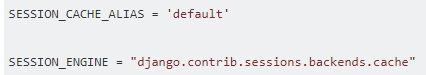 SESSION_CACHE_ALIAS = 'default'
SESSION_ENGINE = "django.contrib.sessions.backends.cache"